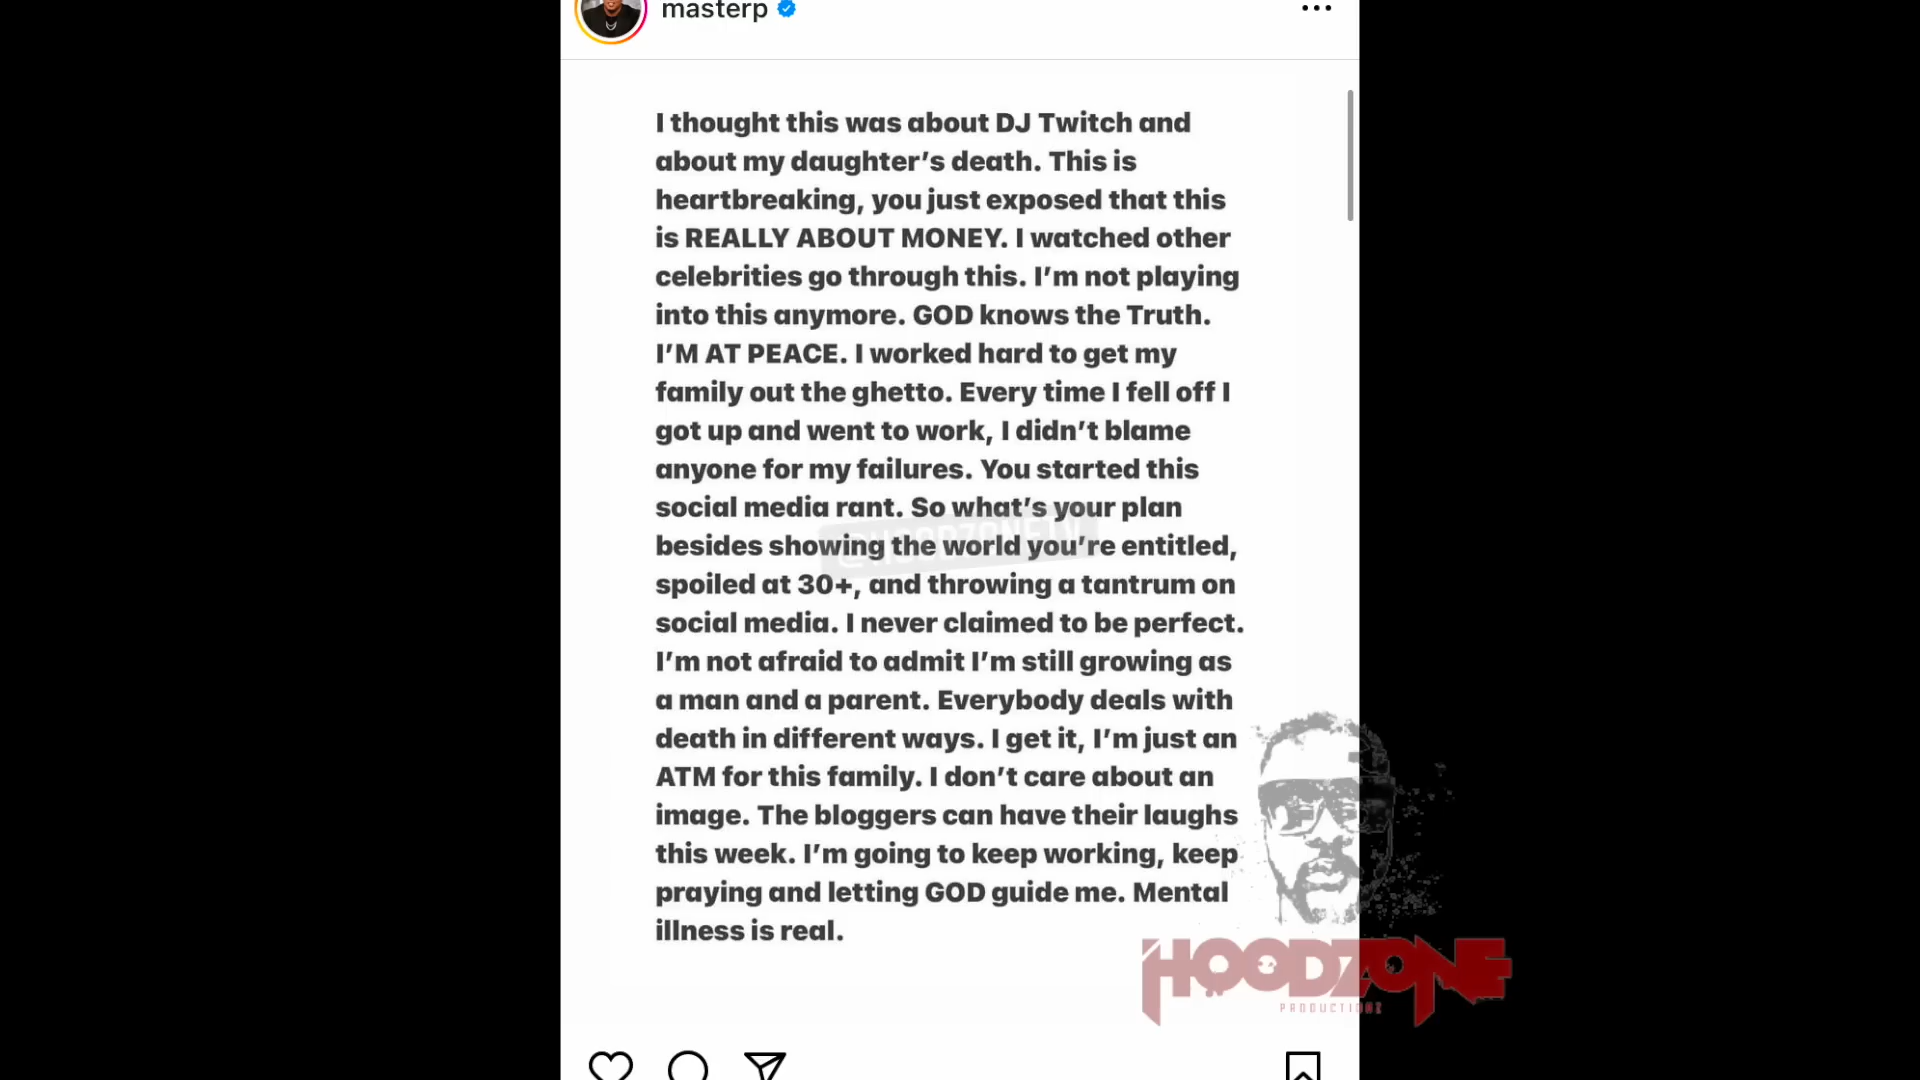 masterp
I thought this was about DJ Twitch and
about my daughter’s death. This is
heartbreaking, you just exposed that this
is REALLY ABOUT MONEY. I watched other
celebrities go through this. I’m not playing
into this anymore. GOD knows the Truth.
I’M AT PEACE. I worked hard to get my
family out the ghetto. Every time I fell off I
got up and went to work, I didn’t blame
anyone for my failures. You started this
social media rant. So what’s your plan
@HOODZONETV
besides showing the world you’re entitled,
spoiled at 30+, and throwing a tantrum on
social media. I never claimed to be perfect.
I’m not afraid to admit I’m still growing as
a man and a parent. Everybody deals with
death in different ways. I get it, I’m just an
ATM for this family. I don’t care about an
image. The bloggers can have their laughs
this week. I’m going to keep working, keep
praying and letting GOD guide me. Mental
illness is real.
HOODZONE
PRODUCTIONZ